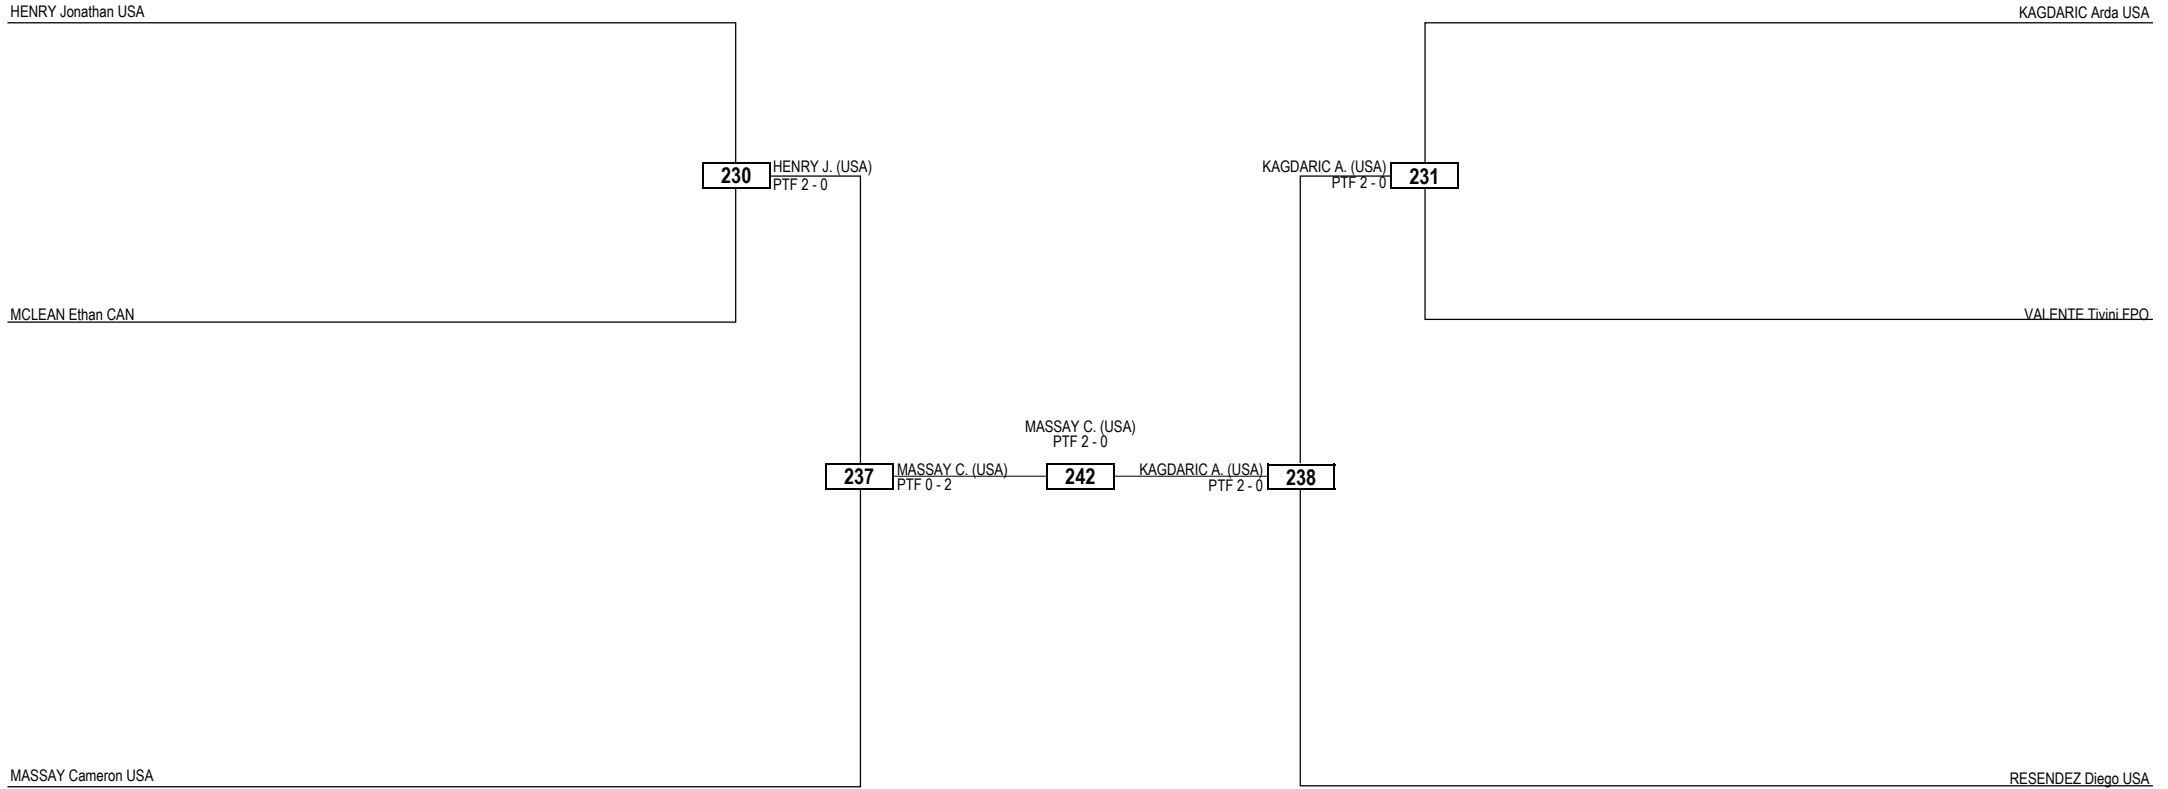 HENRY Jonathan USA
KAGDARIC Arda USA
230
HENRY J. (USA)
PTF 2 - 0
KAGDARIC A. (USA)
PTF 2 - 0
231
MCLEAN Ethan CAN
VALENTE Tivini FPO
MASSAY C. (USA)
PTF 2 - 0
237
MASSAY C. (USA)
PTF 0 - 2
242
KAGDARIC A. (USA)
PTF 2 - 0
238
MASSAY Cameron USA
RESENDEZ Diego USA